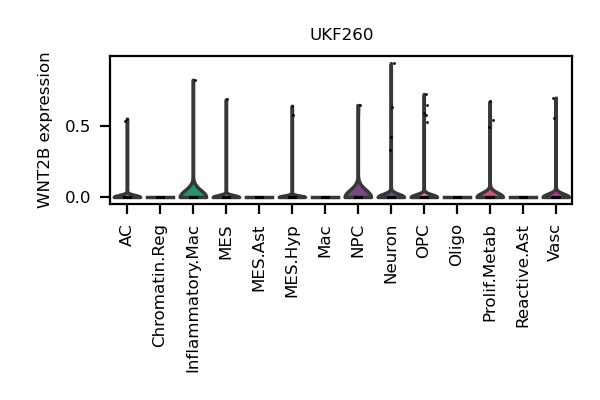 UKF260
WNT2B expression
0.5
0.0
AC
Chromatin.Reg
Inflammatory.Mac
MES
MES.Ast
MES.Hyp
Mac
NPC
Neuron
OPC
Oligo
Prolif.Metab
Reactive.Ast
Vasc